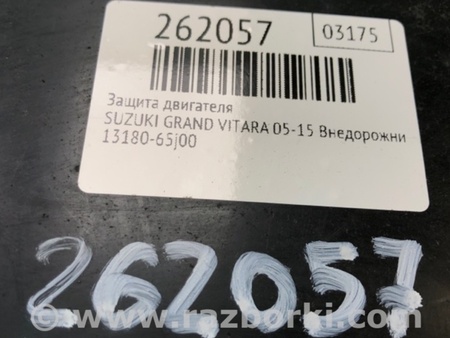 262057
03175
Защита двигателя
SUZUKI GRAND VITARA 05-15 Внедорожни
13180-65j00
262057
© www.razborki.com